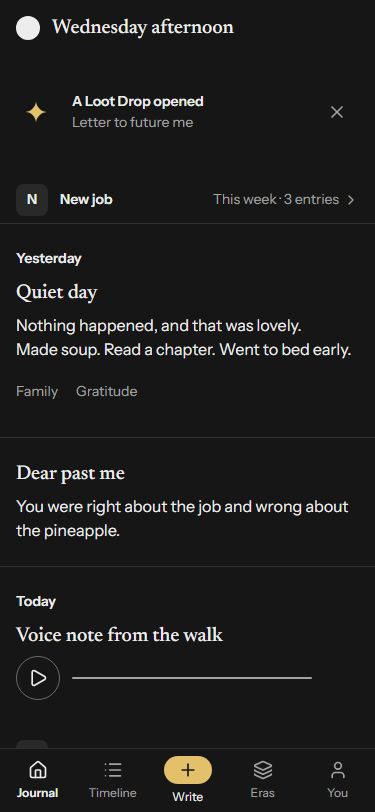 Wednesday afternoon
A Loot Drop opened
Letter to future me
N New job This week · 3 entries
Yesterday
Quiet day
Nothing happened, and that was lovely.
Made soup. Read a chapter. Went to bed early.
Family Gratitude
Dear past me
You were right about the job and wrong about
the pineapple.
Today
Voice note from the walk
Journal Timeline Write Eras You